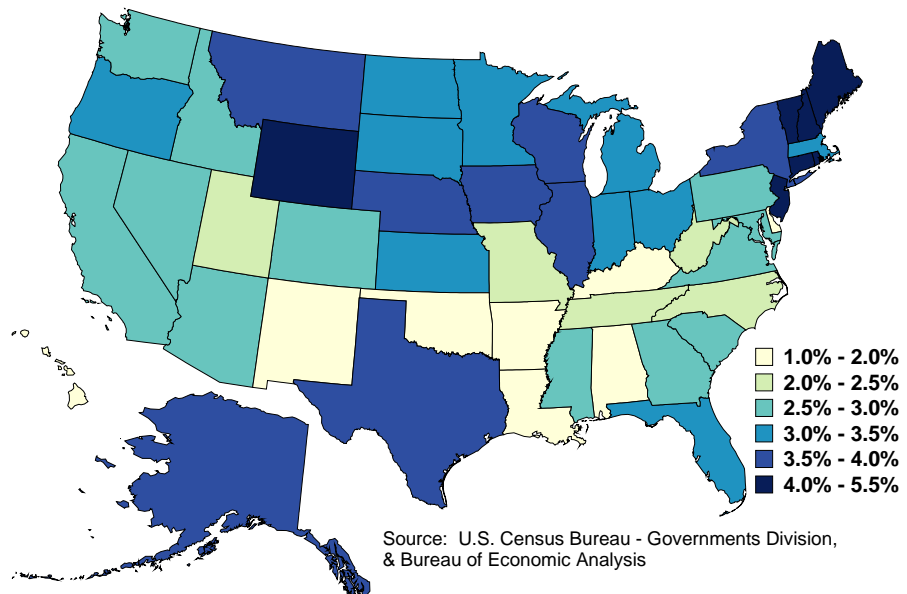 1.0% - 2.0%
2.0% - 2.5%
2.5% - 3.0%
3.0% - 3.5%
3.5% - 4.0%
4.0% - 5.5%
Source: U.S. Census Bureau - Governments Division,
& Bureau of Economic Analysis